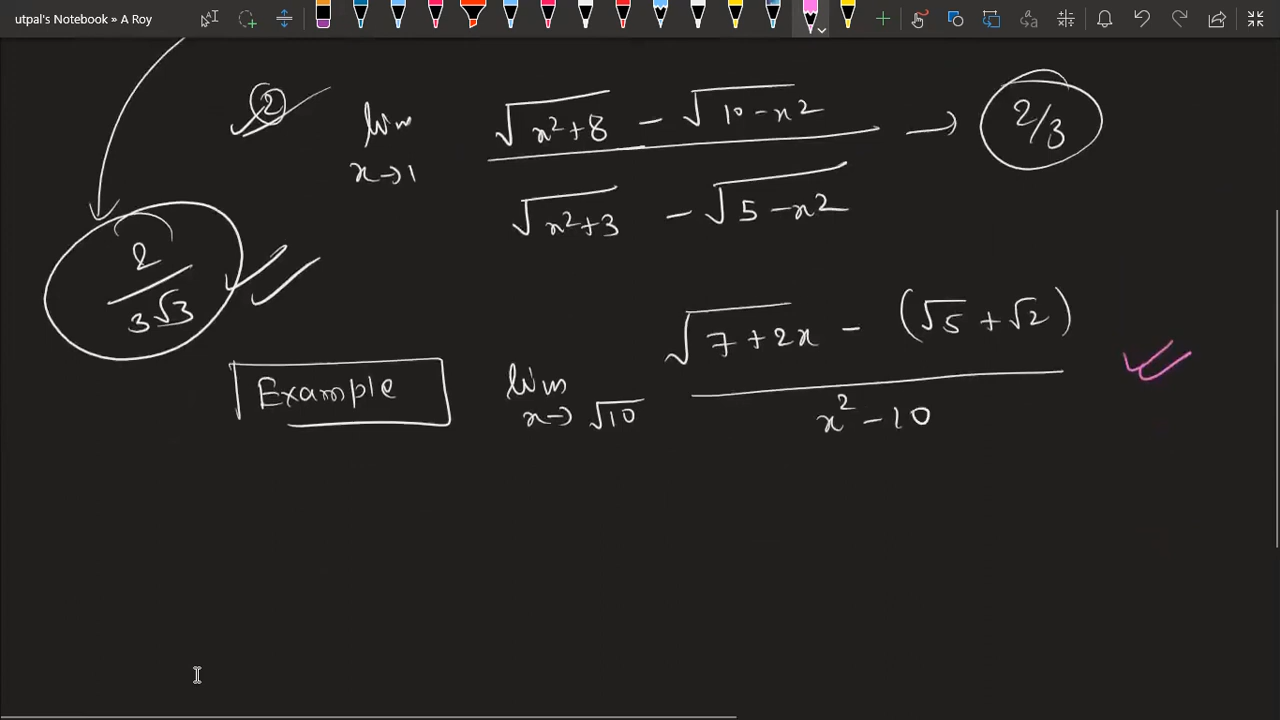 utpal's Notebook » A Roy
② lim x→1 (√(x²+8) − √(10−x²)) / (√(x²+3) − √(5−x²)) → 2/3
2 / 3√3
Example lim x→√10 (√(7+2x) − (√5+√2)) / (x²−10)